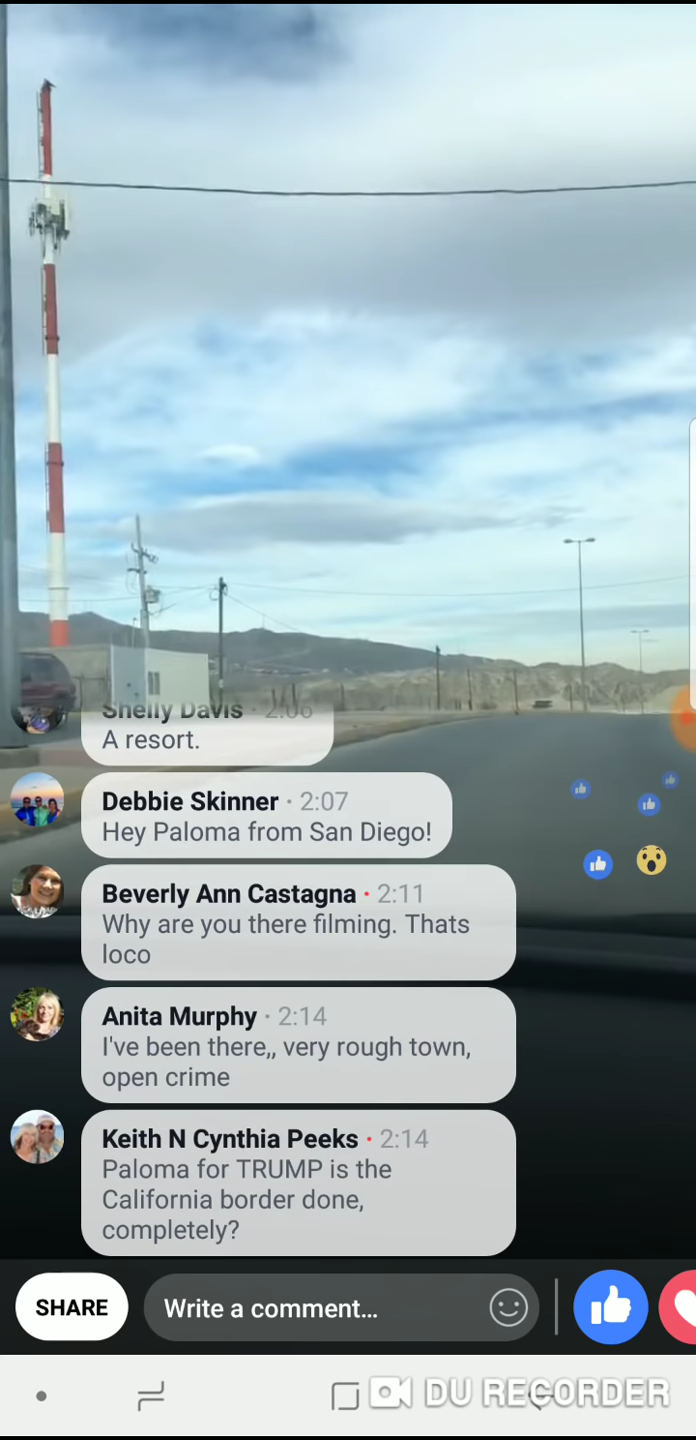 Shelly Davis · 2:06
A resort.
Debbie Skinner · 2:07
Hey Paloma from San Diego!
Beverly Ann Castagna · 2:11
Why are you there filming. Thats
loco
Anita Murphy · 2:14
I've been there,, very rough town,
open crime
Keith N Cynthia Peeks · 2:14
Paloma for TRUMP is the
California border done,
completely?
SHARE
Write a comment...
DU RECORDER